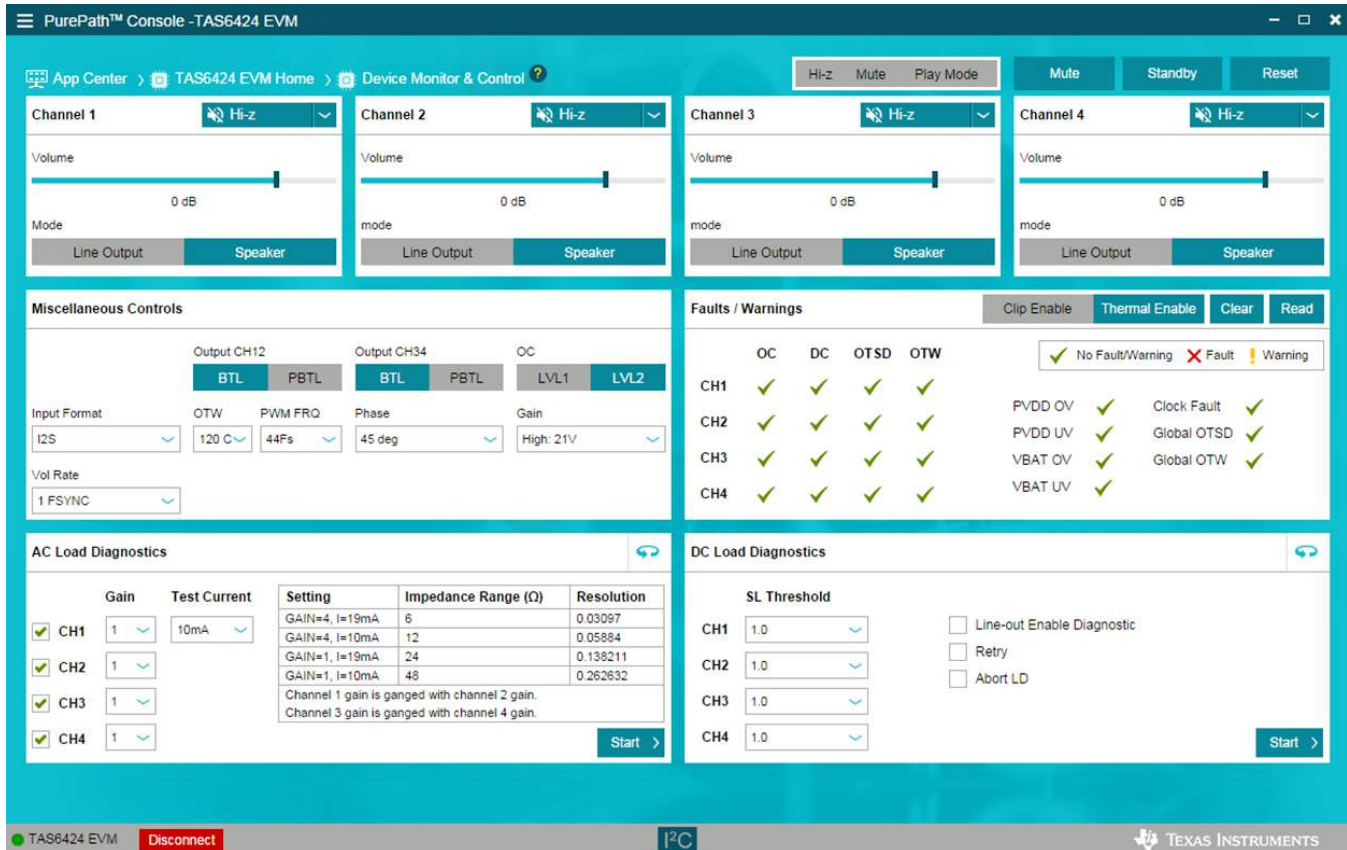 PurePath™ Console -TAS6424 EVM
App Center > TAS6424 EVM Home > Device Monitor & Control ?
Hi-z Mute Play Mode
Mute Standby Reset
Channel 1 Hi-z
Volume
0 dB
Mode
Line Output Speaker
Channel 2 Hi-z
Volume
0 dB
mode
Line Output Speaker
Channel 3 Hi-z
Volume
0 dB
mode
Line Output Speaker
Channel 4 Hi-z
Volume
0 dB
mode
Line Output Speaker
Miscellaneous Controls
Output CH12 Output CH34 OC
BTL PBTL BTL PBTL LVL1 LVL2
Input Format OTW PWM FRQ Phase Gain
I2S 120 C 44Fs 45 deg High: 21V
Vol Rate
1 FSYNC
Faults / Warnings Clip Enable Thermal Enable Clear Read
OC DC OTSD OTW
No Fault/Warning Fault Warning
CH1
CH2
CH3
CH4
PVDD OV Clock Fault
PVDD UV Global OTSD
VBAT OV Global OTW
VBAT UV
AC Load Diagnostics
Gain Test Current
CH1 1 10mA
CH2 1
CH3 1
CH4 1
Setting Impedance Range (Ω) Resolution
GAIN=4, I=19mA 6 0.03097
GAIN=4, I=10mA 12 0.05884
GAIN=1, I=19mA 24 0.138211
GAIN=1, I=10mA 48 0.262632
Channel 1 gain is ganged with channel 2 gain.
Channel 3 gain is ganged with channel 4 gain.
Start >
DC Load Diagnostics
SL Threshold
CH1 1.0
CH2 1.0
CH3 1.0
CH4 1.0
Line-out Enable Diagnostic
Retry
Abort LD
Start >
TAS6424 EVM Disconnect I²C TEXAS INSTRUMENTS